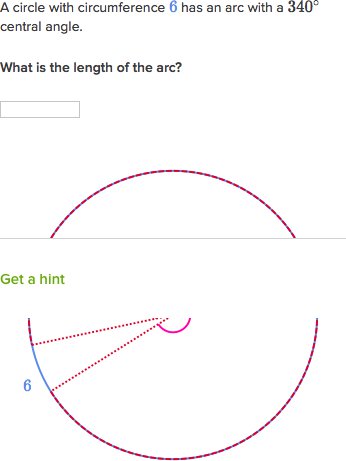 A circle with circumference 6 has an arc with a 340°
central angle.
What is the length of the arc?
Get a hint
6